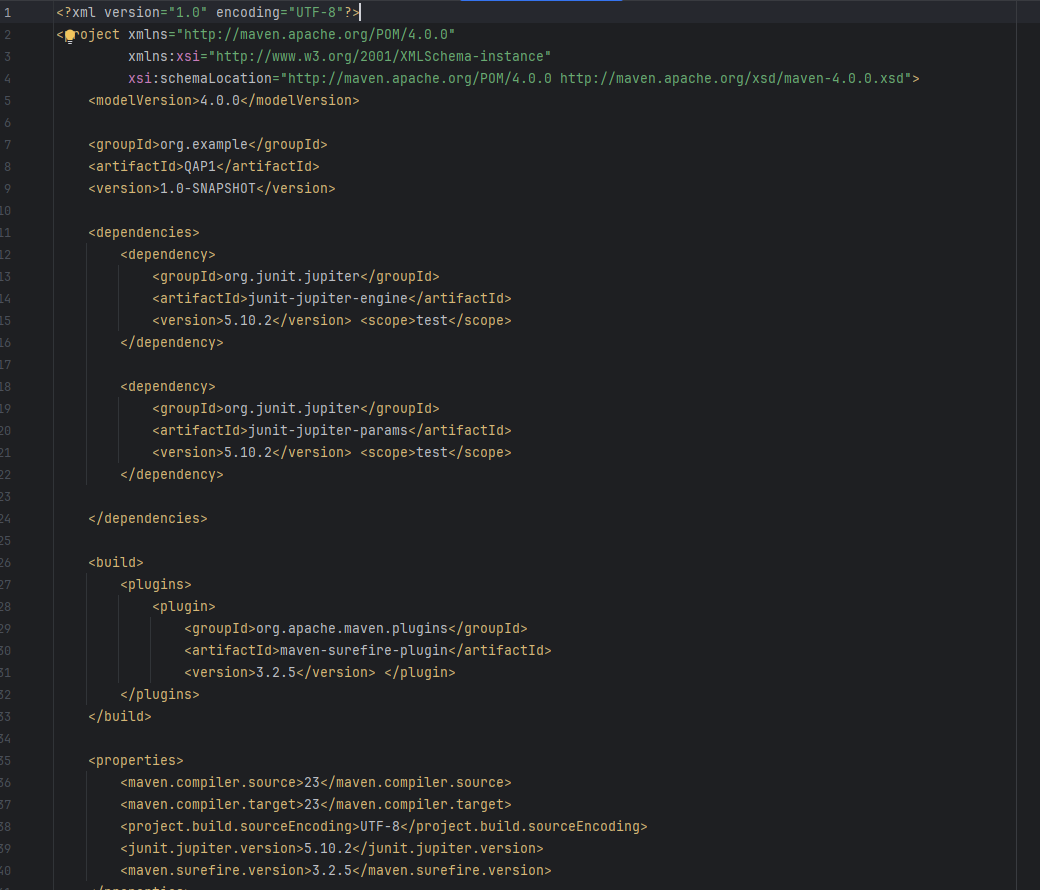 1 <?xml version="1.0" encoding="UTF-8"?>
2 <project xmlns="http://maven.apache.org/POM/4.0.0"
3 xmlns:xsi="http://www.w3.org/2001/XMLSchema-instance"
4 xsi:schemaLocation="http://maven.apache.org/POM/4.0.0 http://maven.apache.org/xsd/maven-4.0.0.xsd">
5 <modelVersion>4.0.0</modelVersion>
6
7 <groupId>org.example</groupId>
8 <artifactId>QAP1</artifactId>
9 <version>1.0-SNAPSHOT</version>
10
11 <dependencies>
12 <dependency>
13 <groupId>org.junit.jupiter</groupId>
14 <artifactId>junit-jupiter-engine</artifactId>
15 <version>5.10.2</version> <scope>test</scope>
16 </dependency>
17
18 <dependency>
19 <groupId>org.junit.jupiter</groupId>
20 <artifactId>junit-jupiter-params</artifactId>
21 <version>5.10.2</version> <scope>test</scope>
22 </dependency>
23
24 </dependencies>
25
26 <build>
27 <plugins>
28 <plugin>
29 <groupId>org.apache.maven.plugins</groupId>
30 <artifactId>maven-surefire-plugin</artifactId>
31 <version>3.2.5</version> </plugin>
32 </plugins>
33 </build>
34
35 <properties>
36 <maven.compiler.source>23</maven.compiler.source>
37 <maven.compiler.target>23</maven.compiler.target>
38 <project.build.sourceEncoding>UTF-8</project.build.sourceEncoding>
39 <junit.jupiter.version>5.10.2</junit.jupiter.version>
40 <maven.surefire.version>3.2.5</maven.surefire.version>
</properties>